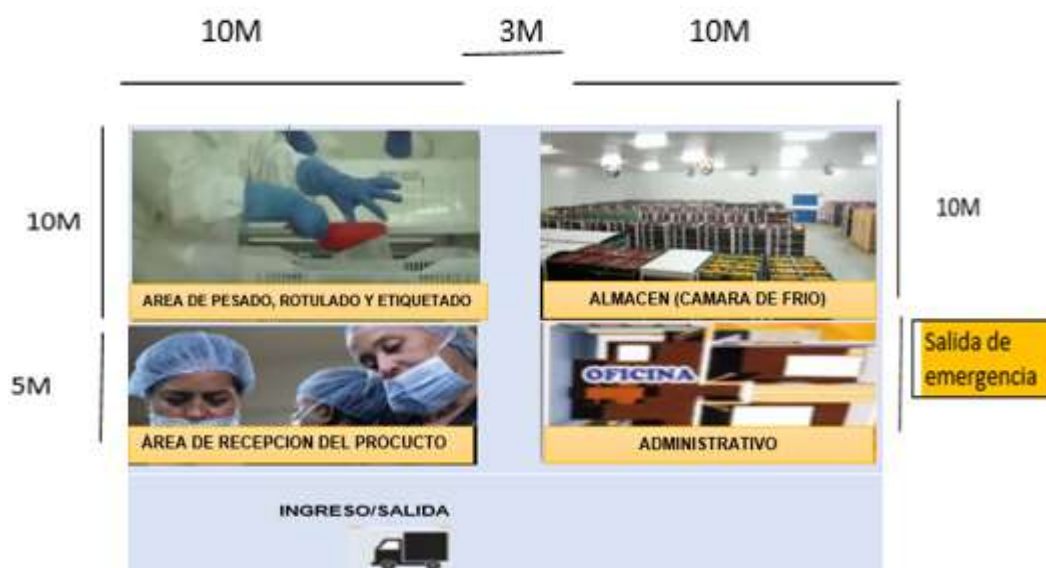 10M 3M 10M
10M
10M
AREA DE PESADO, ROTULADO Y ETIQUETADO
ALMACEN (CAMARA DE FRIO)
5M
OFICINA
Salida de
emergencia
ÁREA DE RECEPCION DEL PROCUCTO
ADMINISTRATIVO
INGRESO/SALIDA